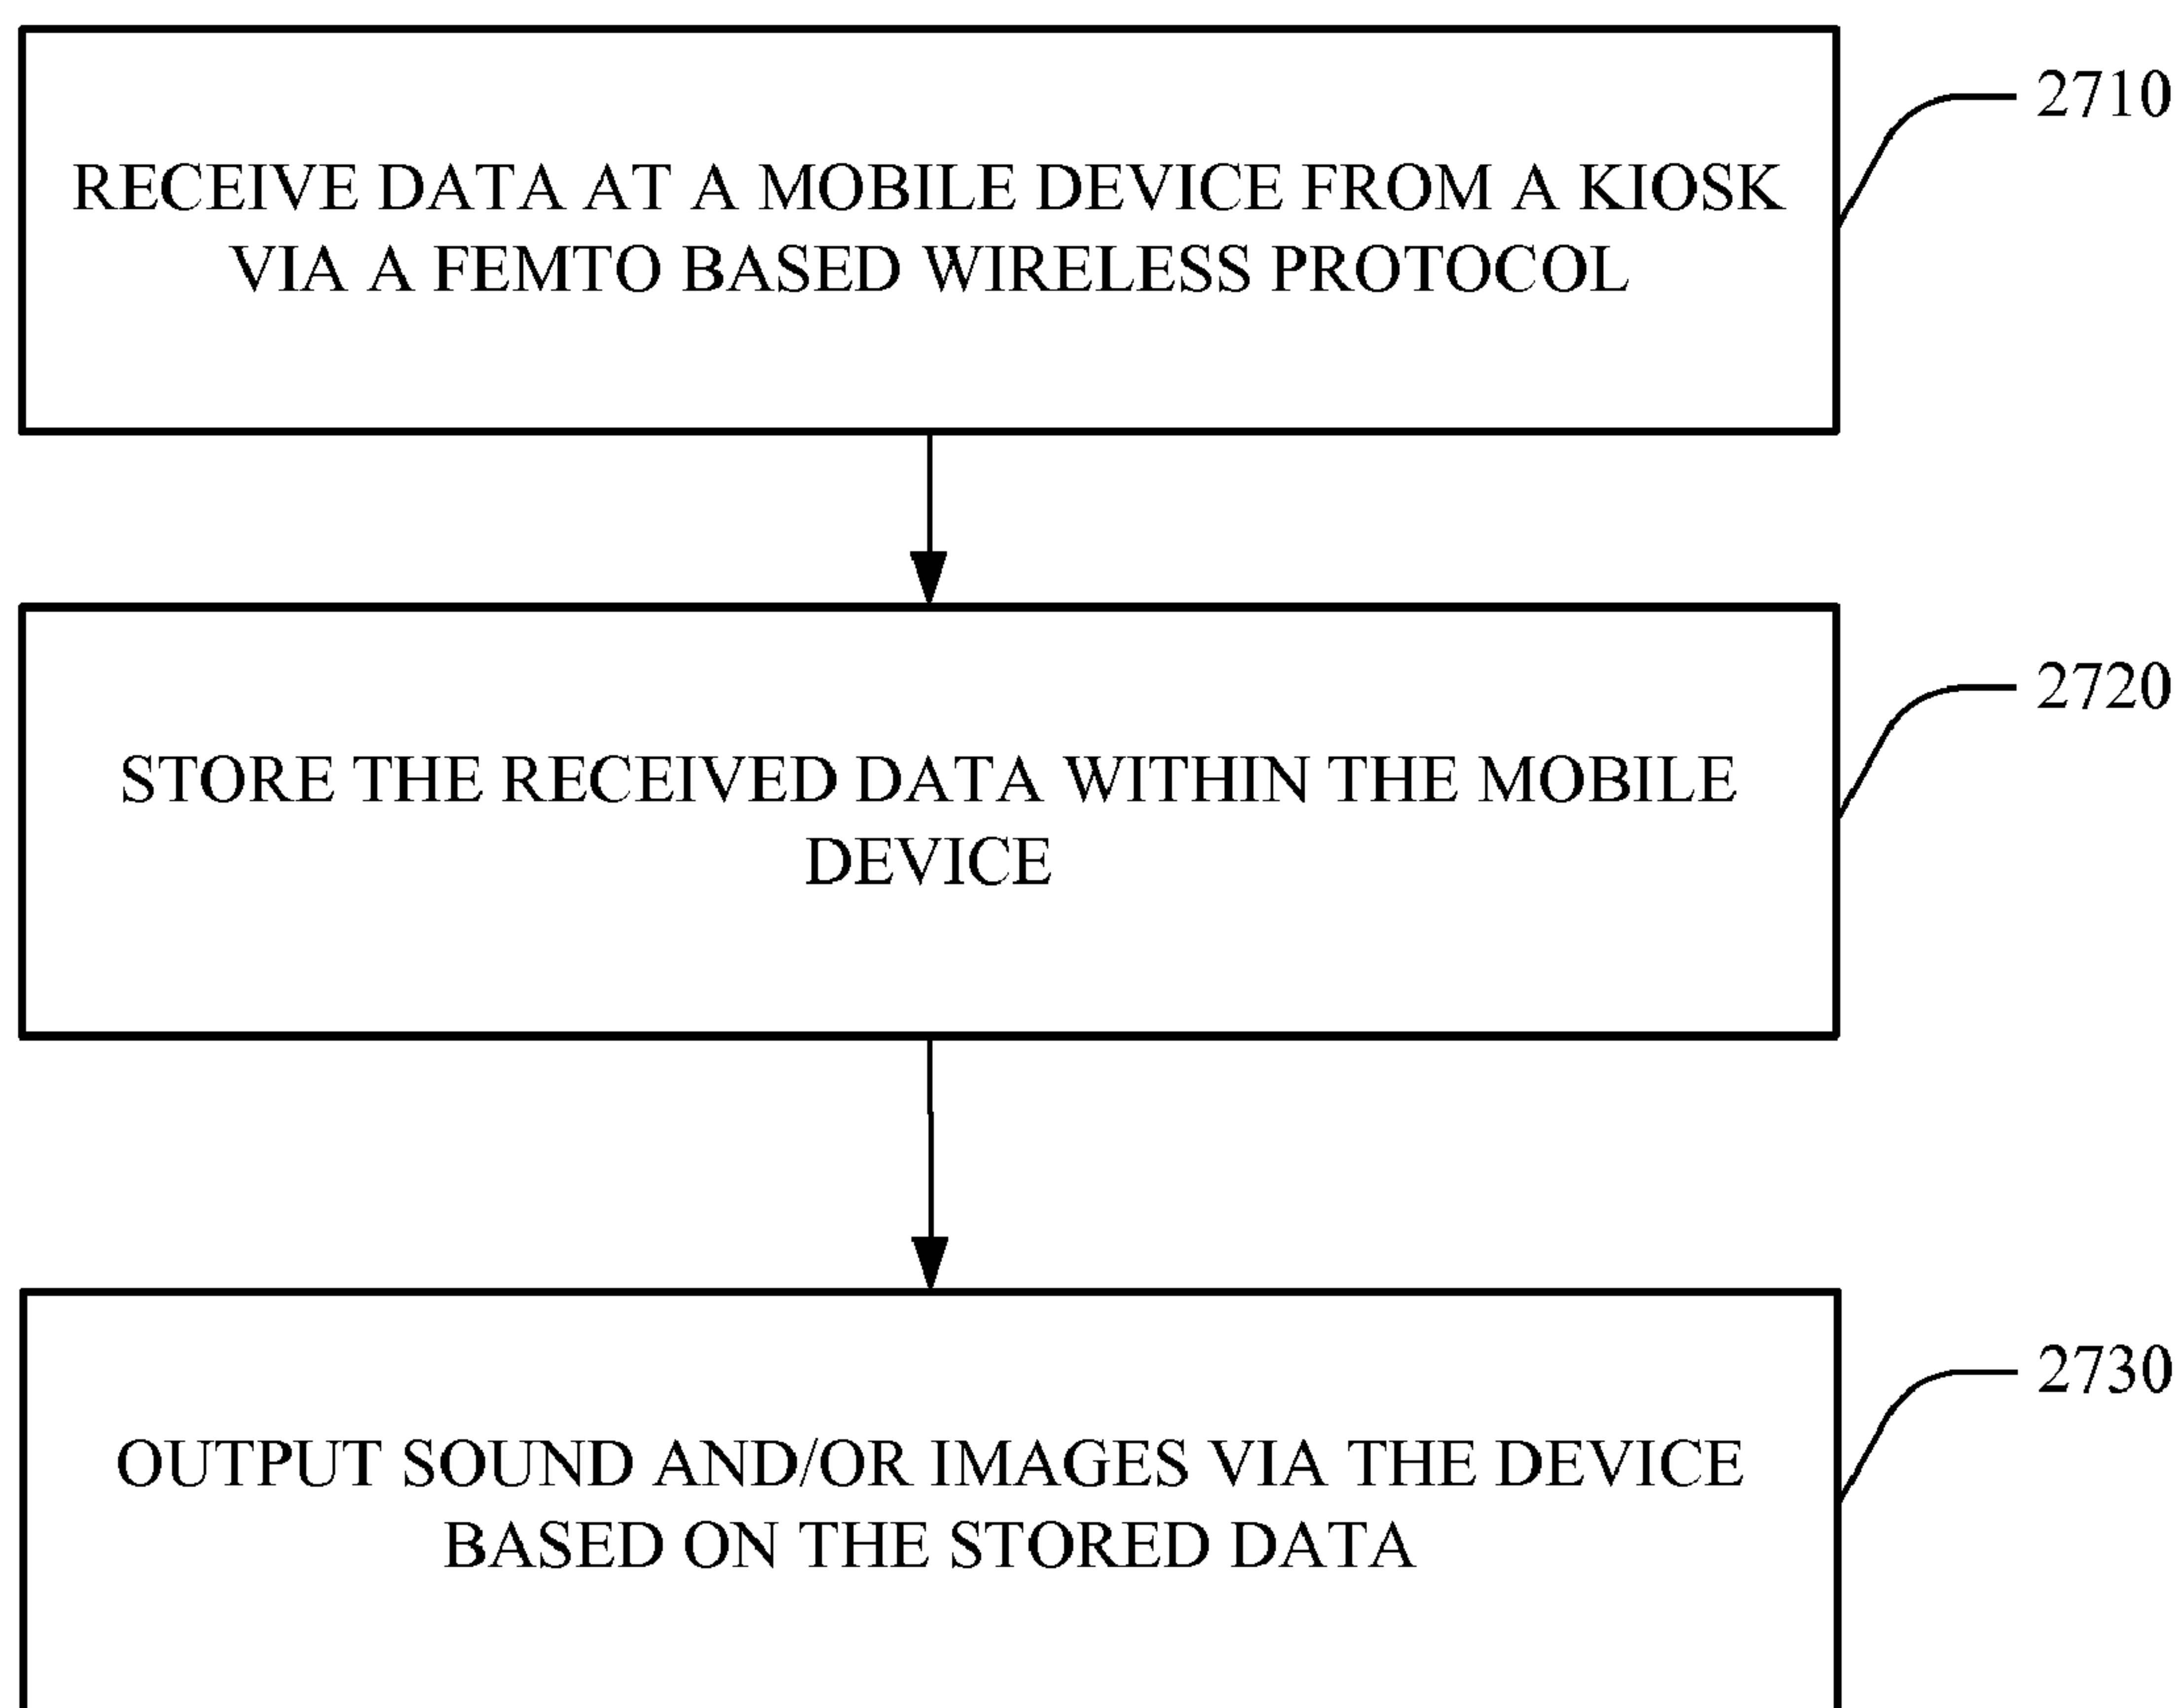 2710
RECEIVE DATA AT A MOBILE DEVICE FROM A KIOSK
VIA A FEMTO BASED WIRELESS PROTOCOL
2720
STORE THE RECEIVED DATA WITHIN THE MOBILE
DEVICE
2730
OUTPUT SOUND AND/OR IMAGES VIA THE DEVICE
BASED ON THE STORED DATA